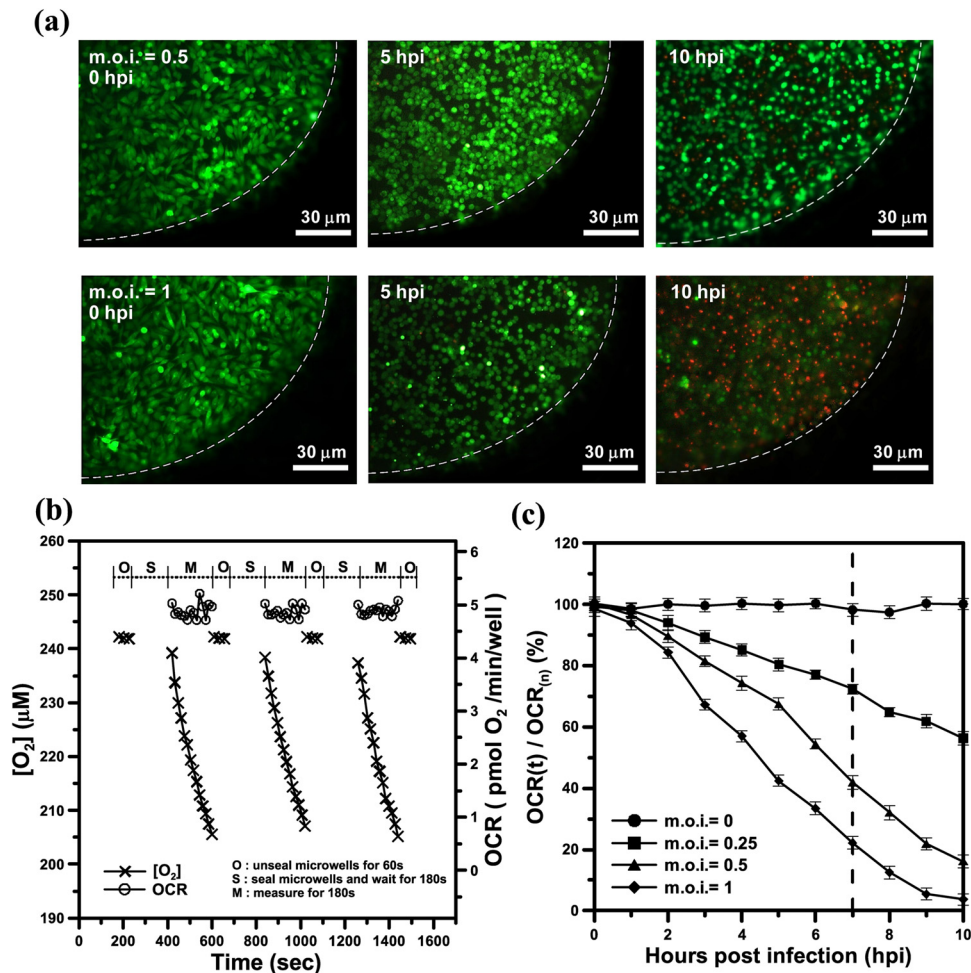 (a)
m.o.i. = 0.5
0 hpi
30 μm
5 hpi
30 μm
10 hpi
30 μm
m.o.i. = 1
0 hpi
30 μm
5 hpi
30 μm
10 hpi
30 μm
(b)
260
250
240
230
220
210
200
190
[O₂] (μM)
O S M O S M O S M O
6
5
4
3
2
1
0
OCR ( pmol O₂ /min/well)
[O₂]
OCR
O : unseal microwells for 60s
S : seal microwells and wait for 180s
M : measure for 180s
0 200 400 600 800 1000 1200 1400 1600
Time (sec)
(c)
120
100
80
60
40
20
0
OCR(t) / OCR(n) (%)
m.o.i.= 0
m.o.i.= 0.25
m.o.i.= 0.5
m.o.i.= 1
0 2 4 6 8 10
Hours post infection (hpi)